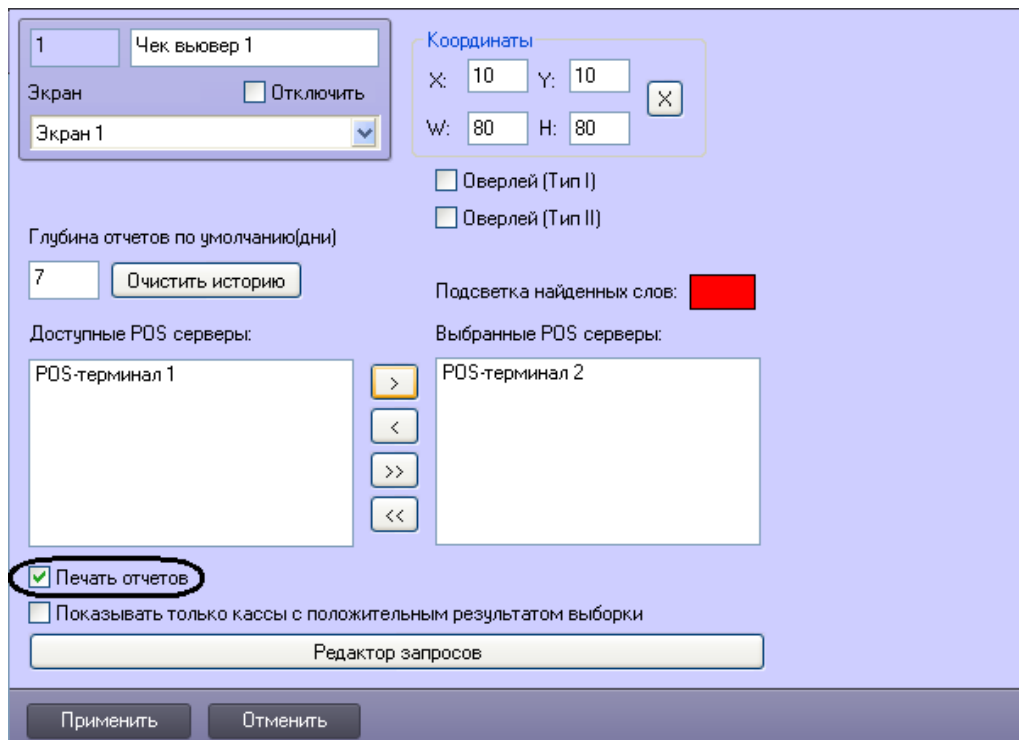 1
Чек вьювер 1
Экран
Отключить
Экран 1
Координаты
X: 10 Y: 10
X
W: 80 H: 80
Оверлей (Тип I)
Оверлей (Тип II)
Глубина отчетов по умолчанию(дни)
7
Очистить историю
Подсветка найденных слов:
Доступные POS серверы:
Выбранные POS серверы:
POS-терминал 1
>
<
>>
<<
POS-терминал 2
Печать отчетов
Показывать только кассы с положительным результатом выборки
Редактор запросов
Применить
Отменить